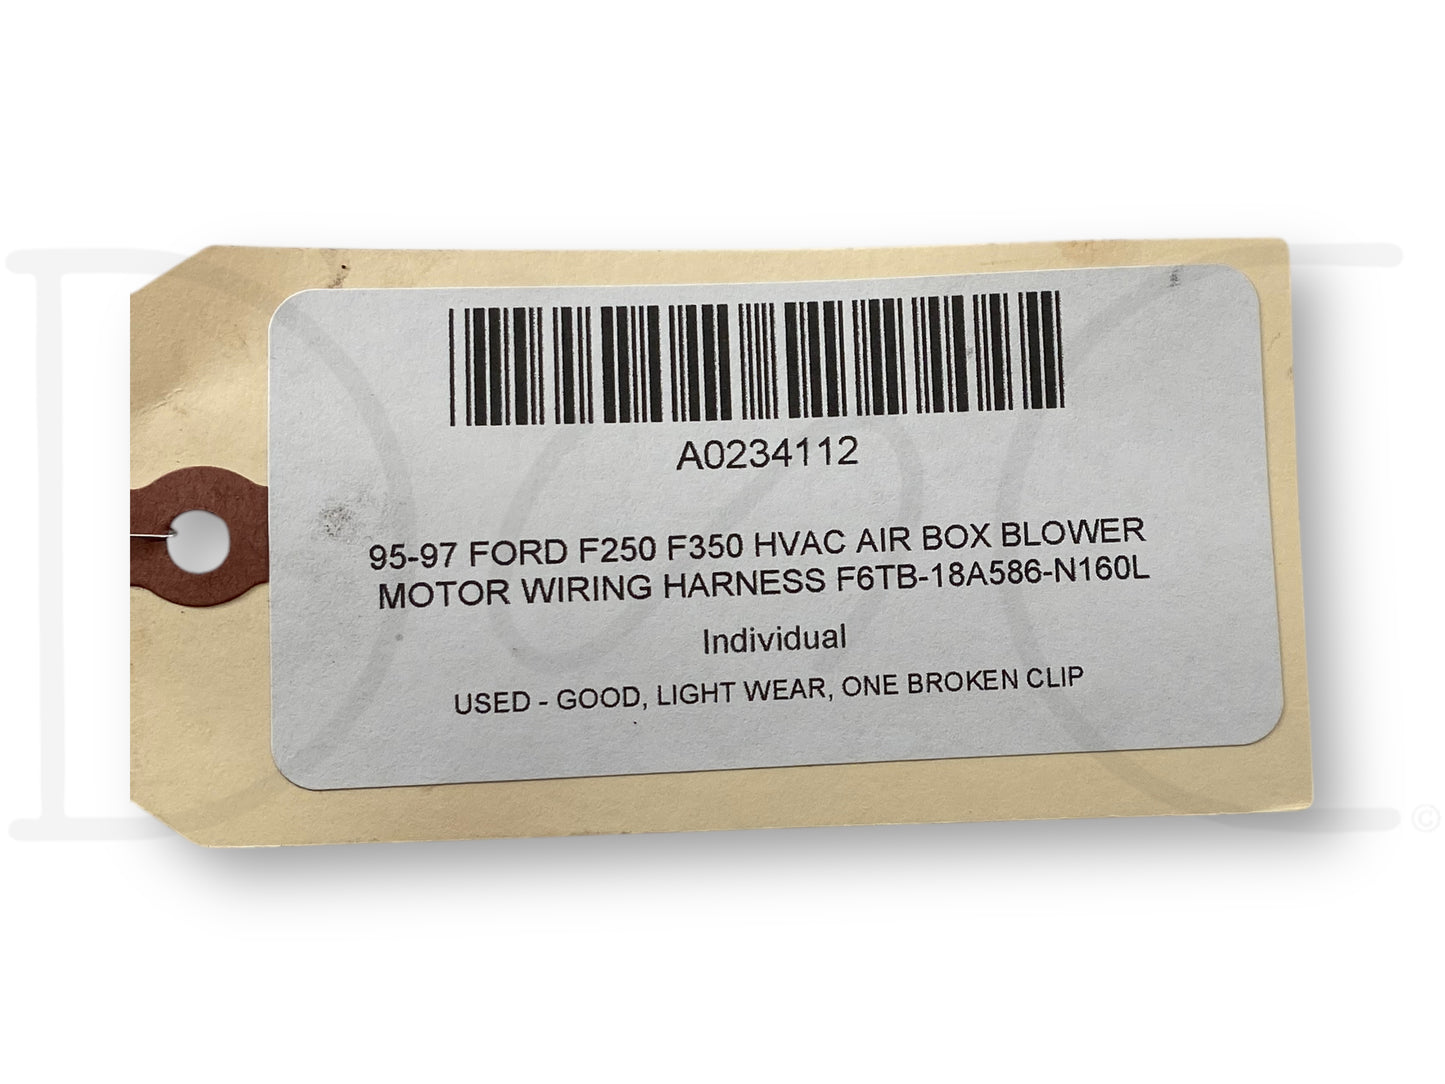 A0234112
95-97 FORD F250 F350 HVAC AIR BOX BLOWER
MOTOR WIRING HARNESS F6TB-18A586-N160L
Individual
USED - GOOD, LIGHT WEAR, ONE BROKEN CLIP
©